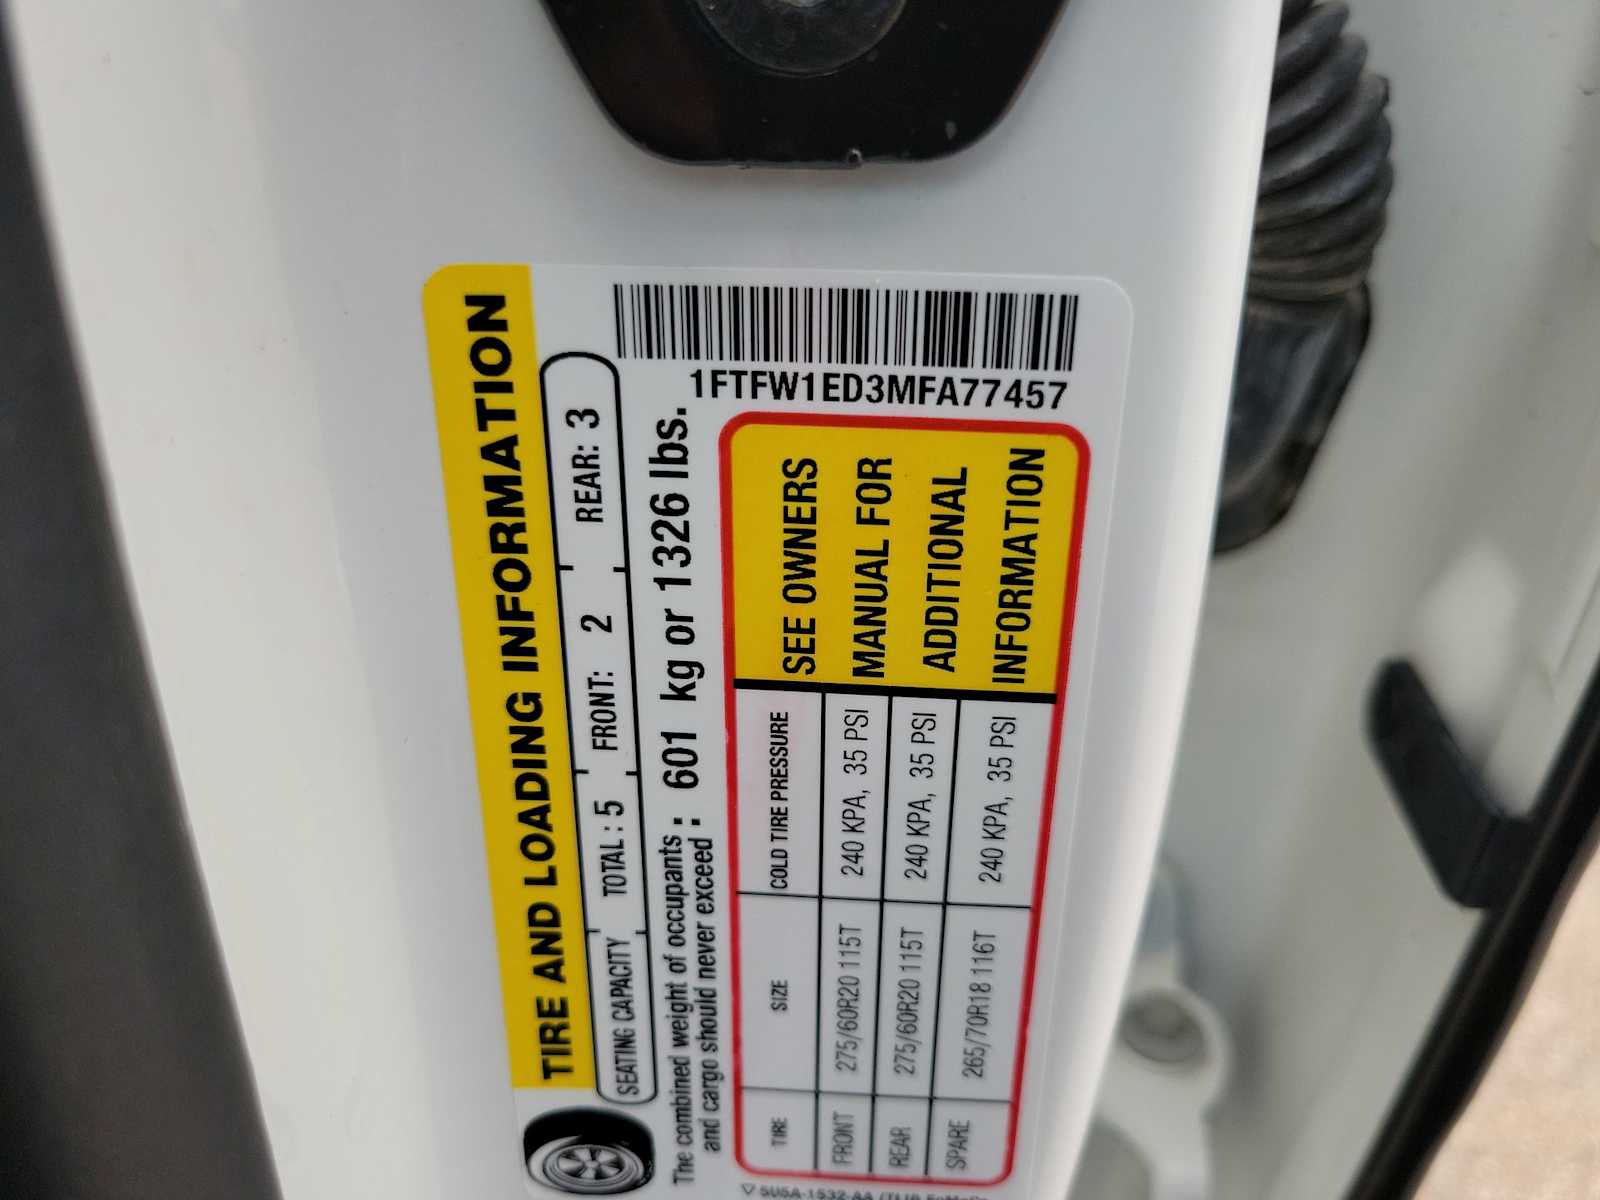 TIRE AND LOADING INFORMATION
SEATING CAPACITY TOTAL : 5 FRONT: 2 REAR: 3
The combined weight of occupants
and cargo should never exceed : 601 kg or 1326 lbs.
1FTFW1ED3MFA77457
TIRE SIZE COLD TIRE PRESSURE
FRONT 275/60R20 115T 240 KPA, 35 PSI
REAR 275/60R20 115T 240 KPA, 35 PSI
SPARE 265/70R18 116T 240 KPA, 35 PSI
SEE OWNERS
MANUAL FOR
ADDITIONAL
INFORMATION